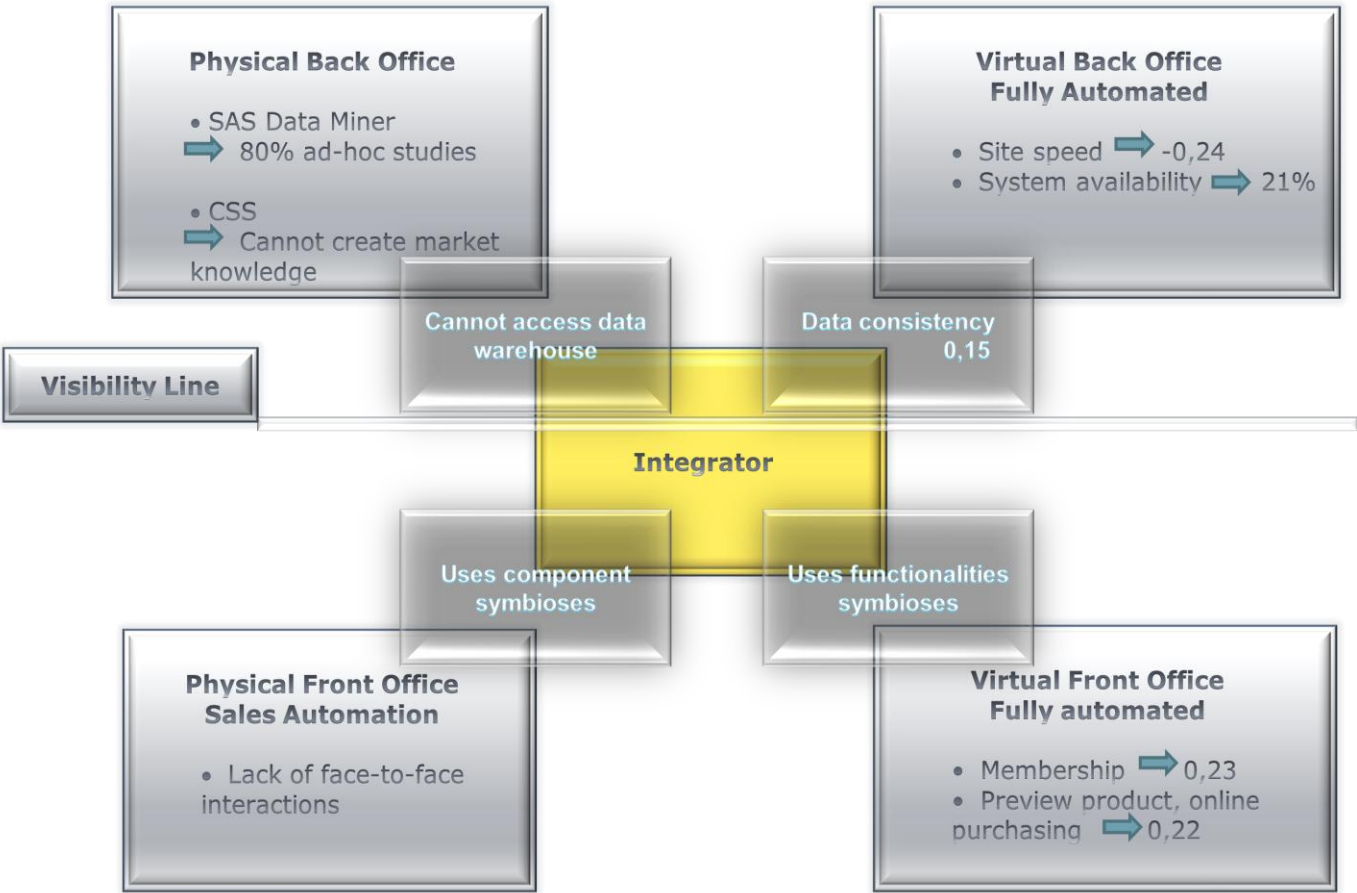 Physical Back Office
• SAS Data Miner
80% ad-hoc studies
• CSS
Cannot create market
knowledge
Virtual Back Office
Fully Automated
• Site speed -0,24
• System availability 21%
Cannot access data
warehouse
Data consistency
0,15
Visibility Line
Integrator
Uses component
symbioses
Uses functionalities
symbioses
Physical Front Office
Sales Automation
• Lack of face-to-face
interactions
Virtual Front Office
Fully automated
• Membership 0,23
• Preview product, online
purchasing 0,22